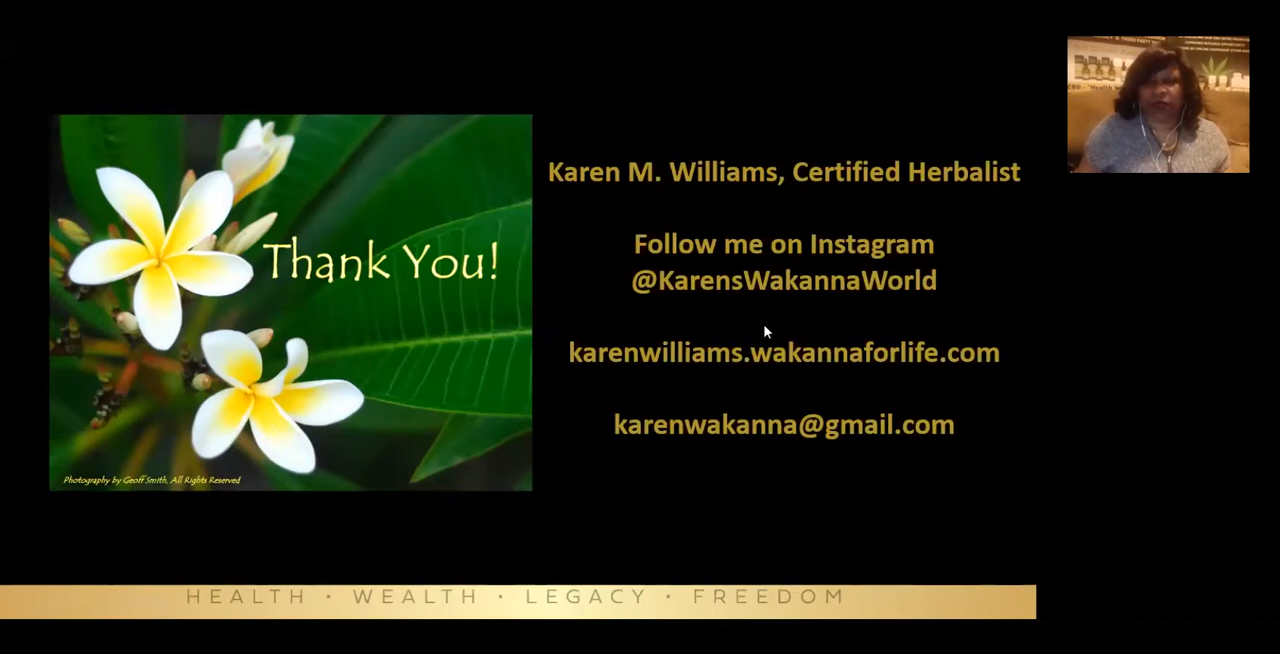 Thank You!
Photography by Geoff Smith, All Rights Reserved
Karen M. Williams, Certified Herbalist
Follow me on Instagram
@KarensWakannaWorld
karenwilliams.wakannaforlife.com
karenwakanna@gmail.com
HEALTH · WEALTH · LEGACY · FREEDOM